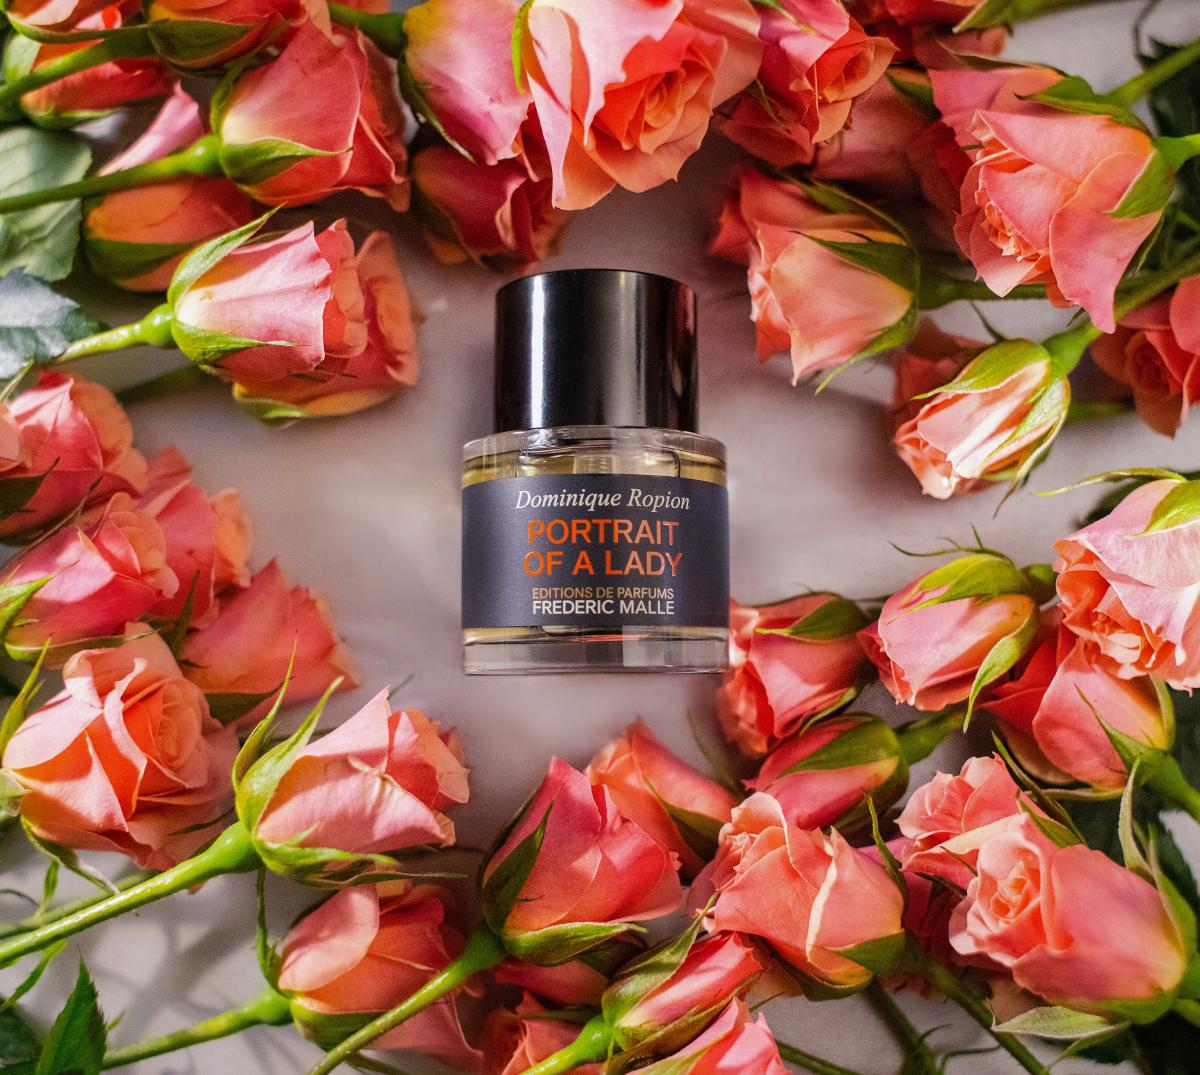 Dominique Ropion
PORTRAIT
OF A LADY
EDITIONS DE PARFUMS
FREDERIC MALLE